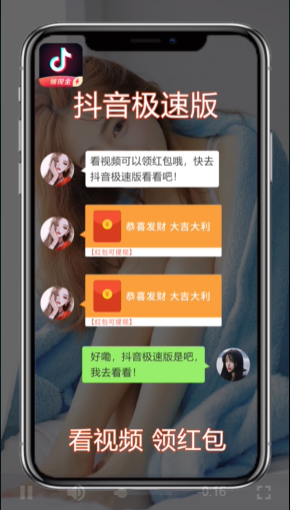 领现金
抖音极速版
看视频可以领红包哦，快去
抖音极速版看看吧！
恭喜发财 大吉大利
【红包可提现】
恭喜发财 大吉大利
【红包可提现】
好嘞，抖音极速版是吧，
我去看看！
看视频 领红包
0:16